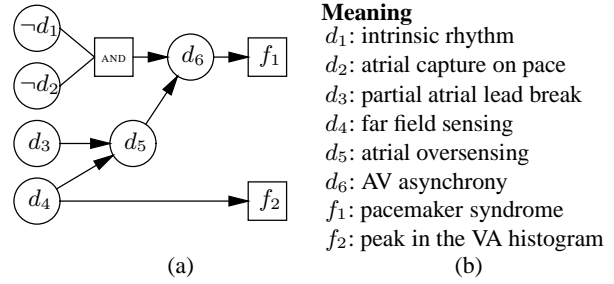 ¬d₁
¬d₂
AND
d₆
f₁
d₃
d₅
d₄
f₂
(a)
Meaning
d₁: intrinsic rhythm
d₂: atrial capture on pace
d₃: partial atrial lead break
d₄: far field sensing
d₅: atrial oversensing
d₆: AV asynchrony
f₁: pacemaker syndrome
f₂: peak in the VA histogram
(b)